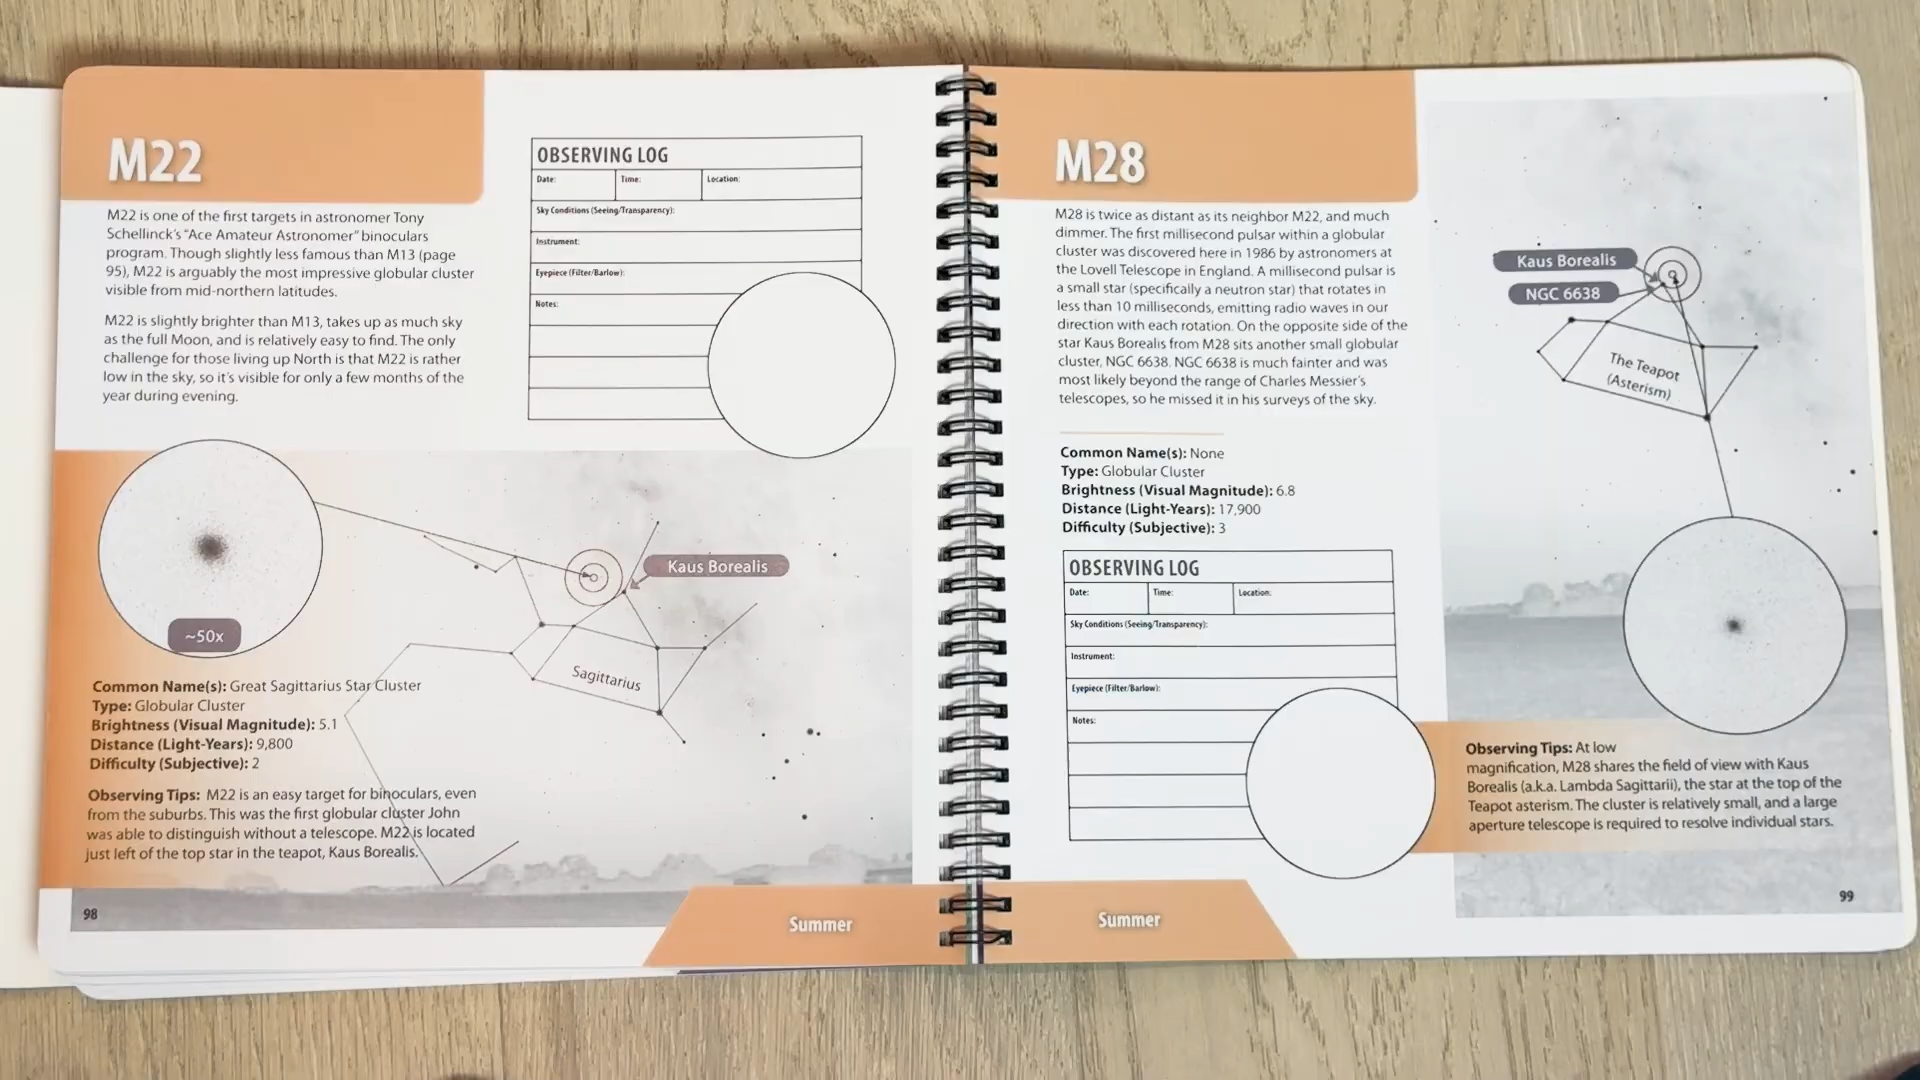 M22
M22 is one of the first targets in astronomer Tony
Schellinck's "Ace Amateur Astronomer" binoculars
program. Though slightly less famous than M13 (page
95), M22 is arguably the most impressive globular cluster
visible from mid-northern latitudes.
M22 is slightly brighter than M13, takes up as much sky
as the full Moon, and is relatively easy to find. The only
challenge for those living up North is that M22 is rather
low in the sky, so it's visible for only a few months of the
year during evening.
OBSERVING LOG
Date: Time: Location:
Sky Conditions (Seeing/Transparency):
Instrument:
Eyepiece (Filter/Barlow):
Notes:
~50x
Kaus Borealis
Sagittarius
Common Name(s): Great Sagittarius Star Cluster
Type: Globular Cluster
Brightness (Visual Magnitude): 5.1
Distance (Light-Years): 9,800
Difficulty (Subjective): 2
Observing Tips: M22 is an easy target for binoculars, even
from the suburbs. This was the first globular cluster John
was able to distinguish without a telescope. M22 is located
just left of the top star in the teapot, Kaus Borealis.
98
Summer
M28
M28 is twice as distant as its neighbor M22, and much
dimmer. The first millisecond pulsar within a globular
cluster was discovered here in 1986 by astronomers at
the Lovell Telescope in England. A millisecond pulsar is
a small star (specifically a neutron star) that rotates in
less than 10 milliseconds, emitting radio waves in our
direction with each rotation. On the opposite side of the
star Kaus Borealis from M28 sits another small globular
cluster, NGC 6638. NGC 6638 is much fainter and was
most likely beyond the range of Charles Messier's
telescopes, so he missed it in his surveys of the sky.
Common Name(s): None
Type: Globular Cluster
Brightness (Visual Magnitude): 6.8
Distance (Light-Years): 17,900
Difficulty (Subjective): 3
OBSERVING LOG
Date: Time: Location:
Sky Conditions (Seeing/Transparency):
Instrument:
Eyepiece (Filter/Barlow):
Notes:
Kaus Borealis
NGC 6638
The Teapot
(Asterism)
Observing Tips: At low
magnification, M28 shares the field of view with Kaus
Borealis (a.k.a. Lambda Sagittarii), the star at the top of the
Teapot asterism. The cluster is relatively small, and a large
aperture telescope is required to resolve individual stars.
99
Summer